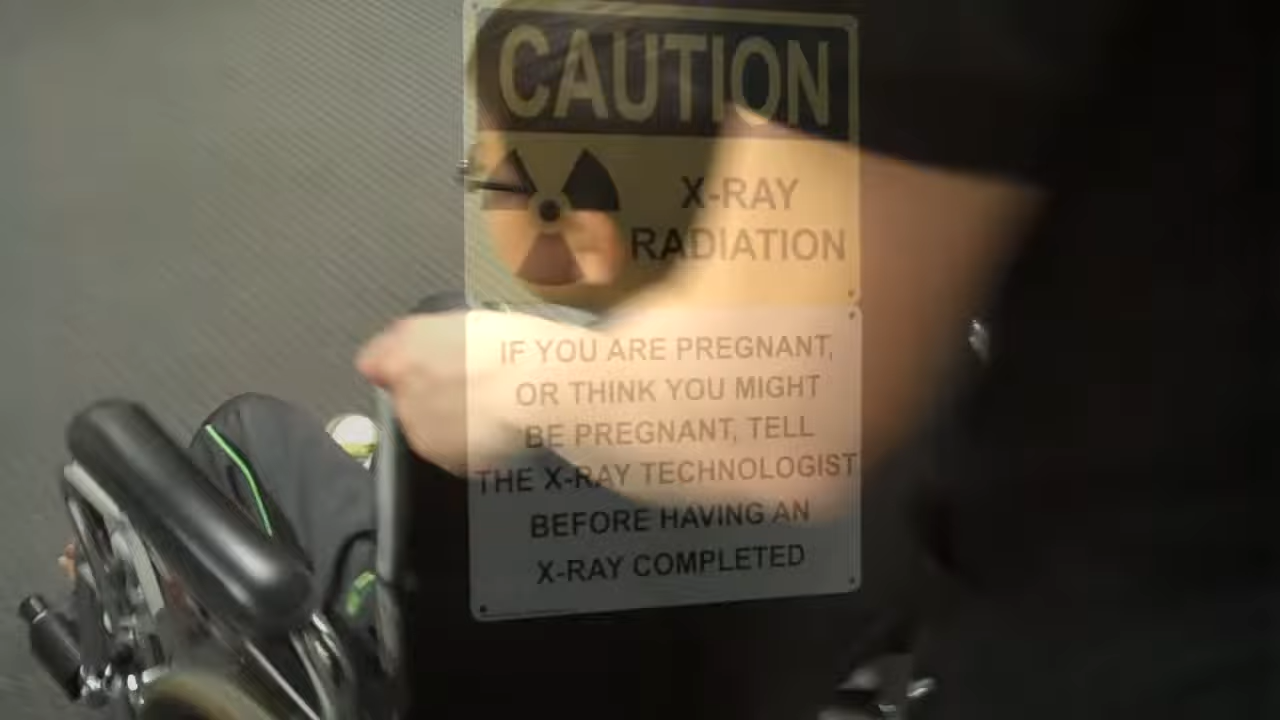 CAUTION
X-RAY
RADIATION
IF YOU ARE PREGNANT,
OR THINK YOU MIGHT
BE PREGNANT, TELL
THE X-RAY TECHNOLOGIST
BEFORE HAVING AN
X-RAY COMPLETED